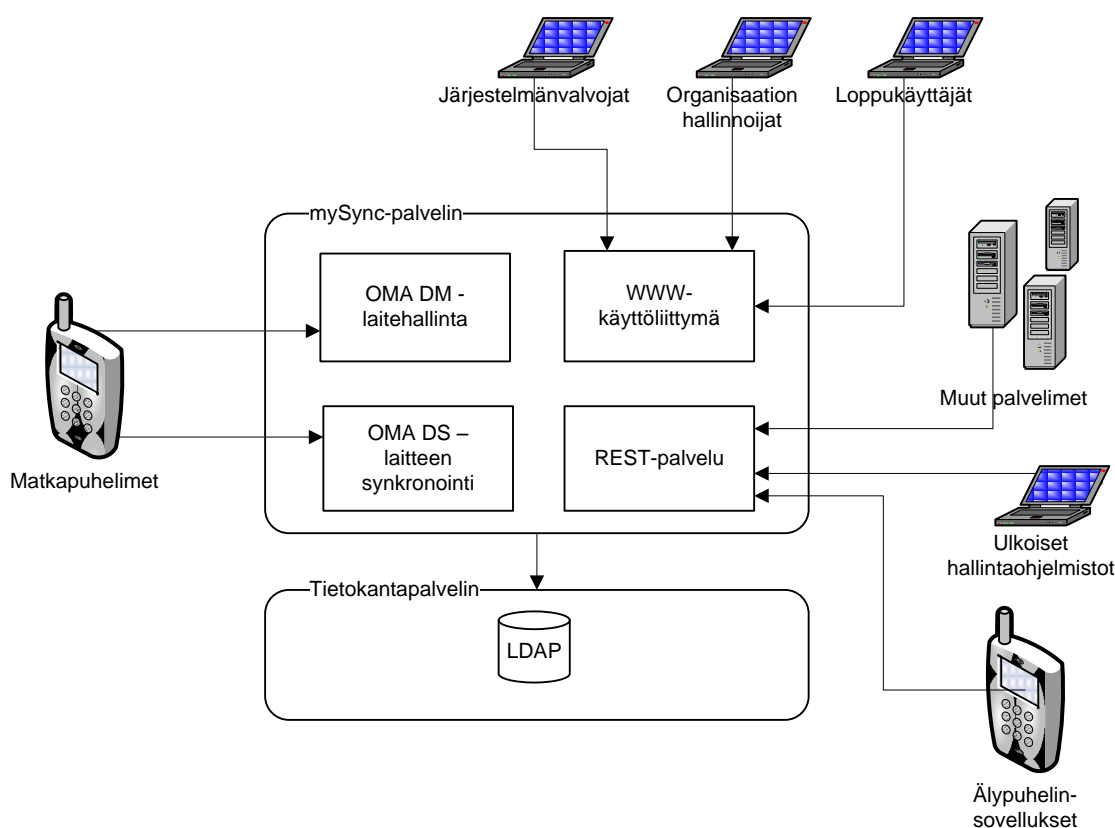 Järjestelmänvalvojat
Organisaation
hallinnoijat
Loppukäyttäjät
mySync-palvelin
OMA DM -
laitehallinta
WWW-
käyttöliittymä
Muut palvelimet
OMA DS –
laitteen
synkronointi
REST-palvelu
Matkapuhelimet
Ulkoiset
hallintaohjelmistot
Tietokantapalvelin
LDAP
Älypuhelin-
sovellukset